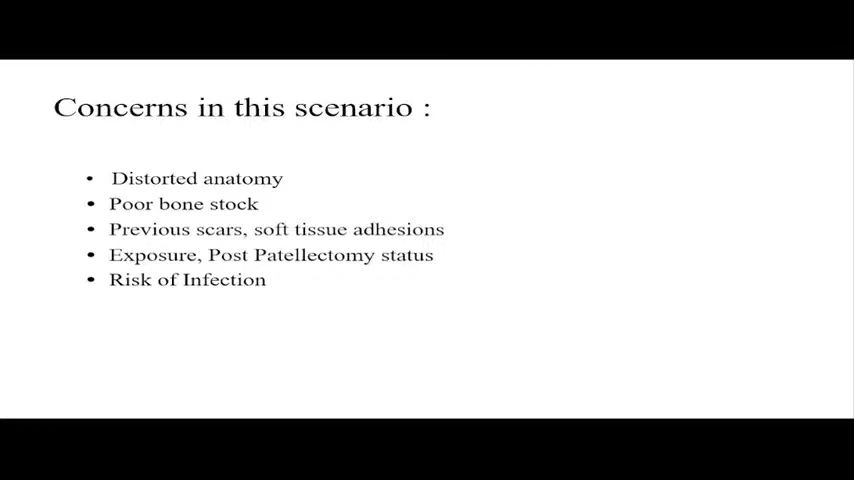 Concerns in this scenario :
• Distorted anatomy
• Poor bone stock
• Previous scars, soft tissue adhesions
• Exposure, Post Patellectomy status
• Risk of Infection